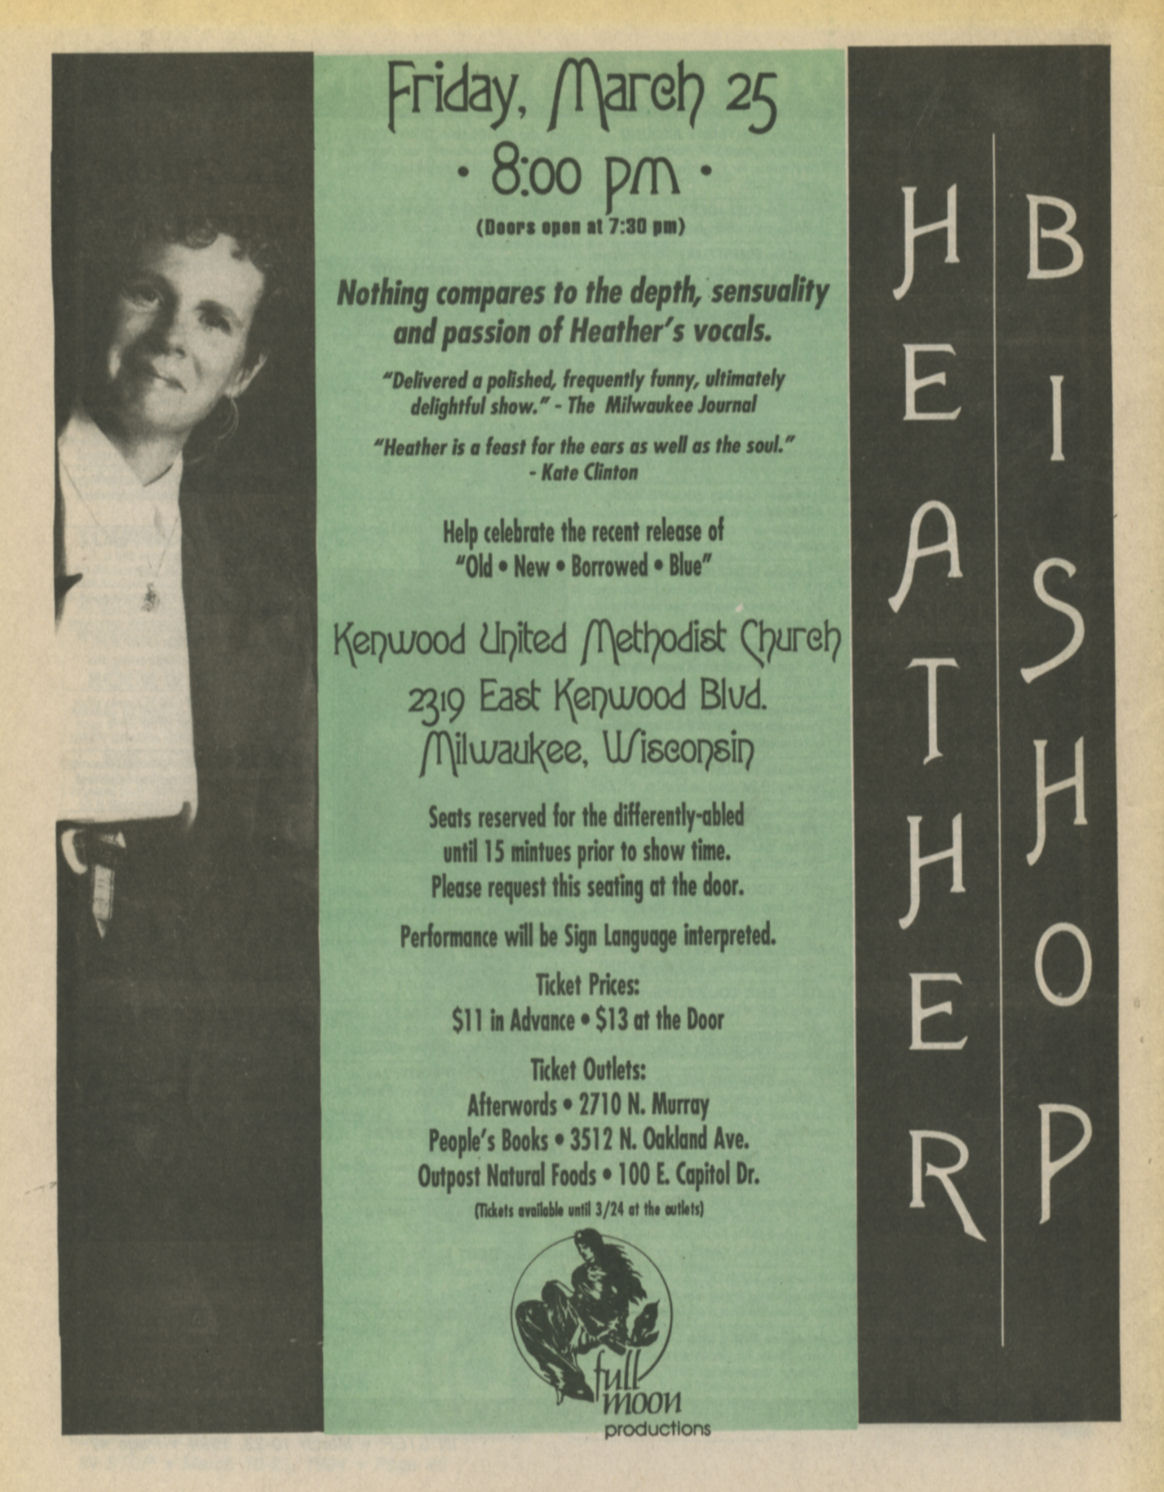 Friday, March 25
• 8:00 pm •
(Doors open at 7:30 pm)
Nothing compares to the depth, sensuality
and passion of Heather's vocals.
"Delivered a polished, frequently funny, ultimately
delightful show." - The Milwaukee Journal
"Heather is a feast for the ears as well as the soul."
- Kate Clinton
Help celebrate the recent release of
"Old • New • Borrowed • Blue"
Kenwood United Methodist Church
2319 East Kenwood Blvd.
Milwaukee, Wisconsin
Seats reserved for the differently-abled
until 15 mintues prior to show time.
Please request this seating at the door.
Performance will be Sign Language interpreted.
Ticket Prices:
$11 in Advance • $13 at the Door
Ticket Outlets:
Afterwords • 2710 N. Murray
People's Books • 3512 N. Oakland Ave.
Outpost Natural Foods • 100 E. Capitol Dr.
(Tickets available until 3/24 at the outlets)
full
moon
productions
HEATHER
BISHOP